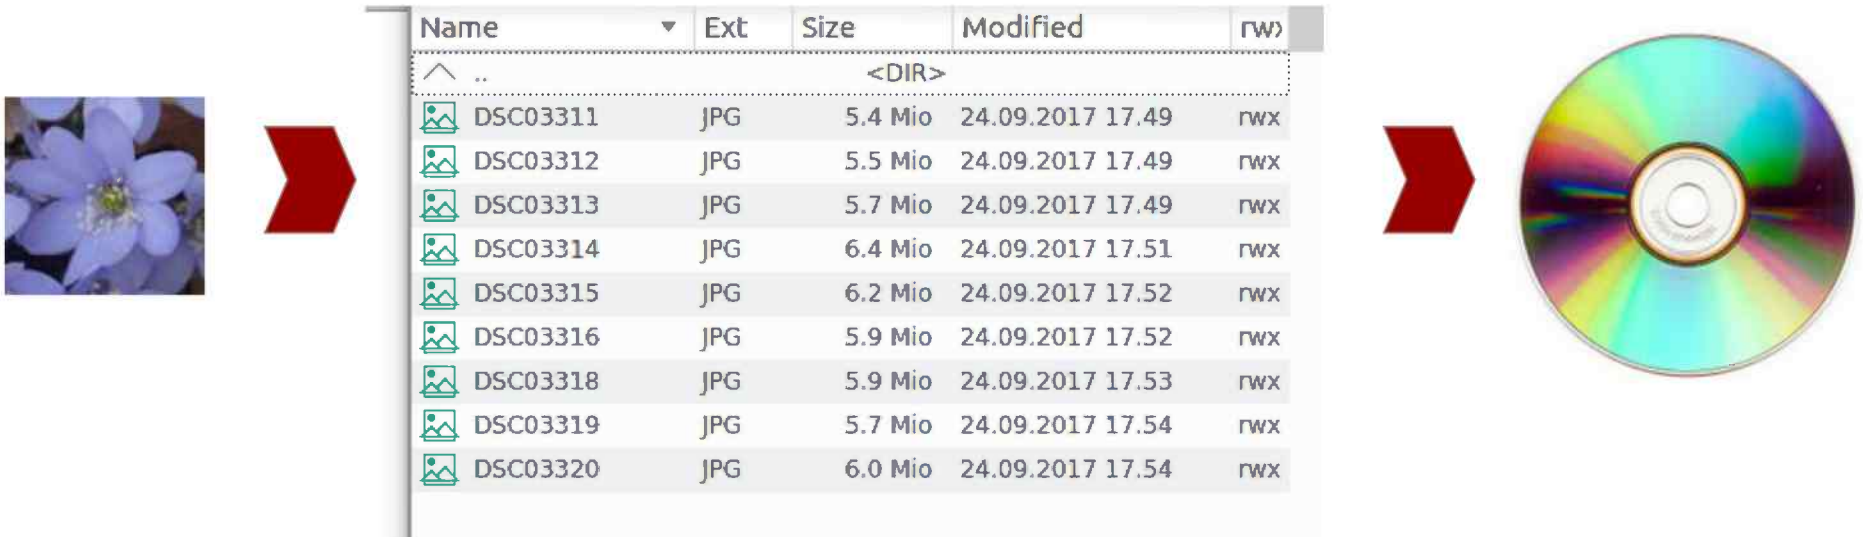 Name Ext Size Modified rwx
.. <DIR>
DSC03311 JPG 5.4 Mio 24.09.2017 17.49 rwx
DSC03312 JPG 5.5 Mio 24.09.2017 17.49 rwx
DSC03313 JPG 5.7 Mio 24.09.2017 17.49 rwx
DSC03314 JPG 6.4 Mio 24.09.2017 17.51 rwx
DSC03315 JPG 6.2 Mio 24.09.2017 17.52 rwx
DSC03316 JPG 5.9 Mio 24.09.2017 17.52 rwx
DSC03318 JPG 5.9 Mio 24.09.2017 17.53 rwx
DSC03319 JPG 5.7 Mio 24.09.2017 17.54 rwx
DSC03320 JPG 6.0 Mio 24.09.2017 17.54 rwx